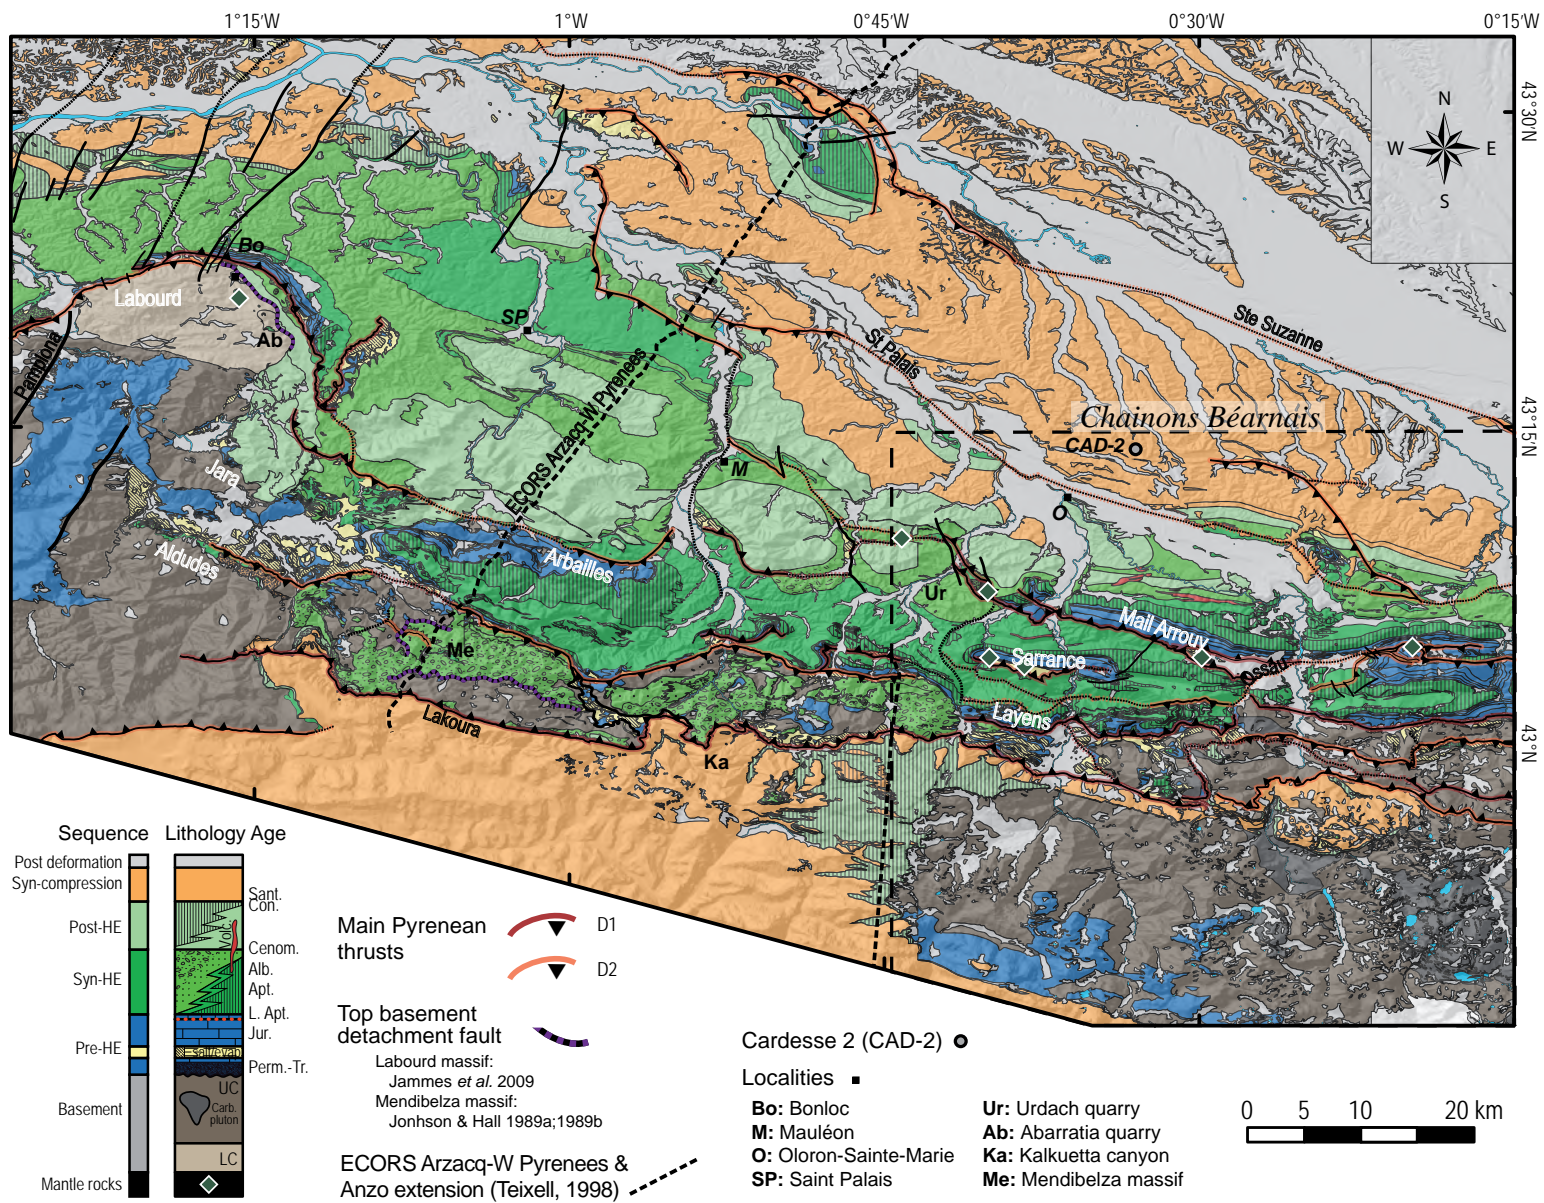 1°15'W 1°W 0°45'W 0°30'W 0°15'W
43°30'N
N
W E
S
Bo
Labourd
SP
Ste Suzanne
Ab
St Palais
Pamplona
ECORS Arzacq-W Pyrenees
Chainons Béarnais
43°15'N
CAD-2
M
Jara
O
Aldudes
Arbailles
Ur
Mail Arrouy
Me
Sarrance
Ossau
Layens
Lakoura
43°N
Ka
Sequence Lithology Age
Post deformation
Syn-compression
Sant.
Con.
Post-HE
Volc.
Cenom.
Alb.
Syn-HE
Apt.
L. Apt.
Jur.
Pre-HE
salt/evap
Perm.-Tr.
UC
Carb.
pluton
Basement
LC
Mantle rocks
Main Pyrenean
thrusts
D1
D2
Top basement
detachment fault
Labourd massif:
Jammes et al. 2009
Mendibelza massif:
Jonhson & Hall 1989a;1989b
ECORS Arzacq-W Pyrenees &
Anzo extension (Teixell, 1998)
Cardesse 2 (CAD-2)
Localities
Bo: Bonloc
M: Mauléon
O: Oloron-Sainte-Marie
SP: Saint Palais
Ur: Urdach quarry
Ab: Abarratia quarry
Ka: Kalkuetta canyon
Me: Mendibelza massif
0 5 10 20 km